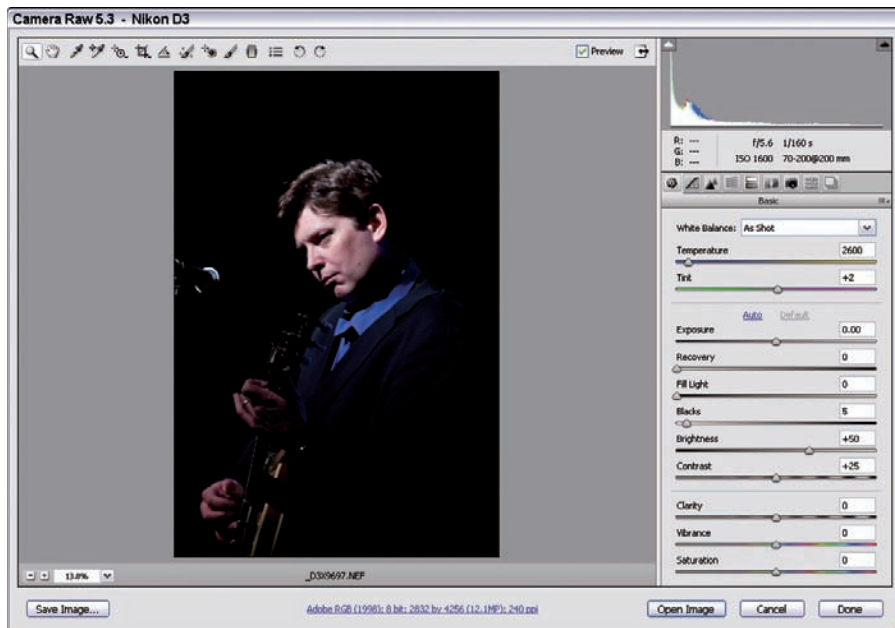 Camera Raw 5.3 - Nikon D3
Preview
R: ---
G: ---
B: ---
f/5.6 1/160 s
ISO 1600 70-200@200 mm
Basic
White Balance: As Shot
Temperature 2600
Tint +2
Auto Default
Exposure 0.00
Recovery 0
Fill Light 0
Blacks 5
Brightness +50
Contrast +25
Clarity 0
Vibrance 0
Saturation 0
13.0% _D3X9697.NEF
Save Image... Adobe RGB (1998); 8 bit; 2832 by 4256 (12.1MP); 240 ppi Open Image Cancel Done